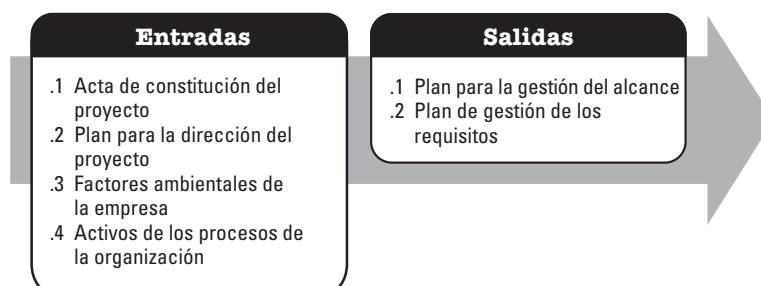 Entradas
.1 Acta de constitución del
proyecto
.2 Plan para la dirección del
proyecto
.3 Factores ambientales de
la empresa
.4 Activos de los procesos de
la organización
Salidas
.1 Plan para la gestión del alcance
.2 Plan de gestión de los
requisitos